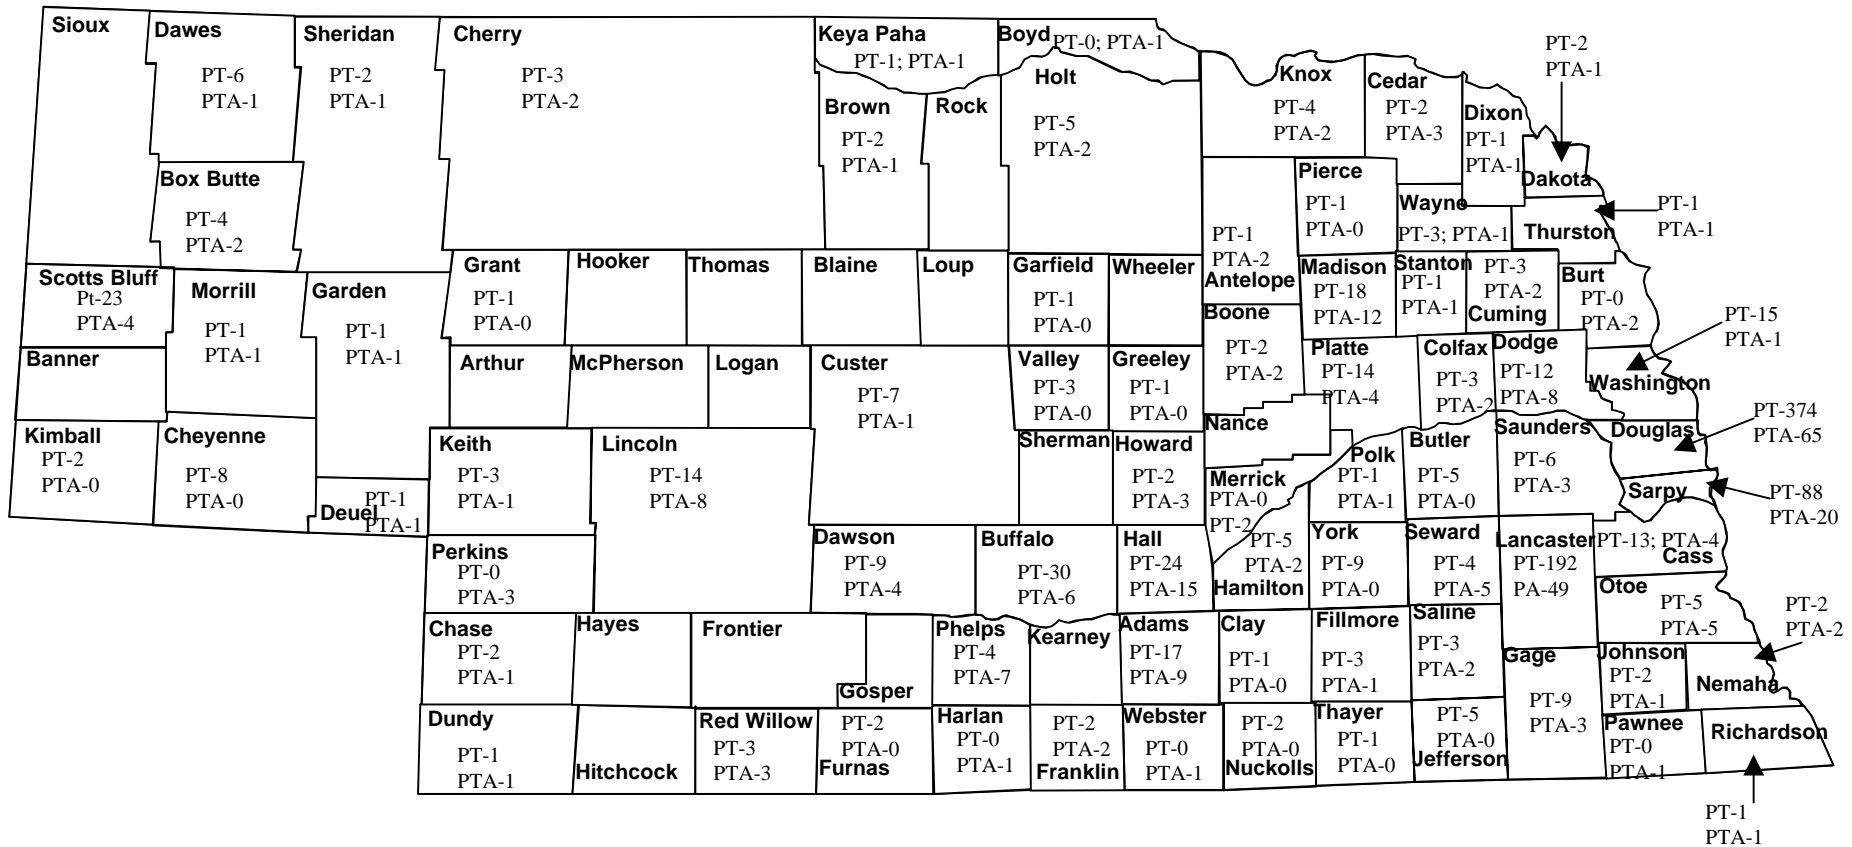 Sioux
Dawes
PT-6
PTA-1
Sheridan
PT-2
PTA-1
Cherry
PT-3
PTA-2
Keya Paha
PT-1; PTA-1
Boyd
PT-0; PTA-1
Brown
PT-2
PTA-1
Rock
Holt
PT-5
PTA-2
Knox
PT-4
PTA-2
Cedar
PT-2
PTA-3
Dixon
PT-1
PTA-1
PT-2
PTA-1
Dakota
Box Butte
PT-4
PTA-2
PT-1
PTA-2
Antelope
Pierce
PT-1
PTA-0
Wayne
PT-3; PTA-1
PT-1
PTA-1
Thurston
Scotts Bluff
Pt-23
PTA-4
Morrill
PT-1
PTA-1
Garden
PT-1
PTA-1
Grant
PT-1
PTA-0
Hooker
Thomas
Blaine
Loup
Garfield
PT-1
PTA-0
Wheeler
Boone
PT-2
PTA-2
Madison
PT-18
PTA-12
Stanton
PT-1
PTA-1
PT-3
PTA-2
Cuming
Burt
PT-0
PTA-2
PT-15
PTA-1
Washington
Banner
Arthur
McPherson
Logan
Custer
PT-7
PTA-1
Valley
PT-3
PTA-0
Greeley
PT-1
PTA-0
Platte
PT-14
PTA-4
Colfax
PT-3
PTA-2
Dodge
PT-12
PTA-8
PT-374
PTA-65
Douglas
Kimball
PT-2
PTA-0
Cheyenne
PT-8
PTA-0
Deuel
PT-1
PTA-1
Keith
PT-3
PTA-1
Lincoln
PT-14
PTA-8
Sherman
Howard
PT-2
PTA-3
Nance
Merrick
PTA-0
PT-2
Polk
PT-1
PTA-1
Butler
PT-5
PTA-0
Saunders
PT-6
PTA-3
Sarpy
PT-88
PTA-20
Perkins
PT-0
PTA-3
Dawson
PT-9
PTA-4
Buffalo
PT-30
PTA-6
Hall
PT-24
PTA-15
PT-5
PTA-2
Hamilton
York
PT-9
PTA-0
Seward
PT-4
PTA-5
Lancaster
PT-192
PA-49
PT-13; PTA-4
Cass
Otoe
PT-5
PTA-5
PT-2
PTA-2
Nemaha
Chase
PT-2
PTA-1
Hayes
Frontier
Gosper
Phelps
PT-4
PTA-7
Kearney
Adams
PT-17
PTA-9
Clay
PT-1
PTA-0
Fillmore
PT-3
PTA-1
Saline
PT-3
PTA-2
Gage
PT-9
PTA-3
Johnson
PT-2
PTA-1
Dundy
PT-1
PTA-1
Hitchcock
Red Willow
PT-3
PTA-3
PT-2
PTA-0
Furnas
Harlan
PT-0
PTA-1
PT-2
PTA-2
Franklin
Webster
PT-0
PTA-1
PT-2
PTA-0
Nuckolls
Thayer
PT-1
PTA-0
PT-5
PTA-0
Jefferson
Pawnee
PT-0
PTA-1
Richardson
PT-1
PTA-1